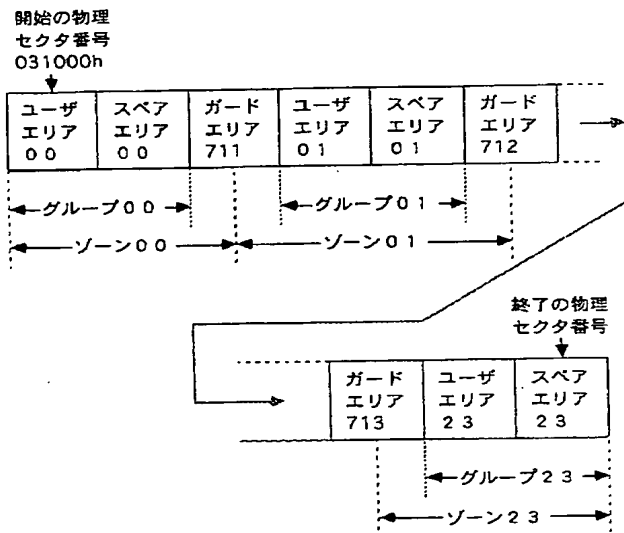 開始の物理
セクタ番号
031000h
ユーザ
エリア
00
スペア
エリア
00
ガード
エリア
711
ユーザ
エリア
01
スペア
エリア
01
ガード
エリア
712
グループ00
グループ01
ゾーン00
ゾーン01
終了の物理
セクタ番号
ガード
エリア
713
ユーザ
エリア
23
スペア
エリア
23
グループ23
ゾーン23